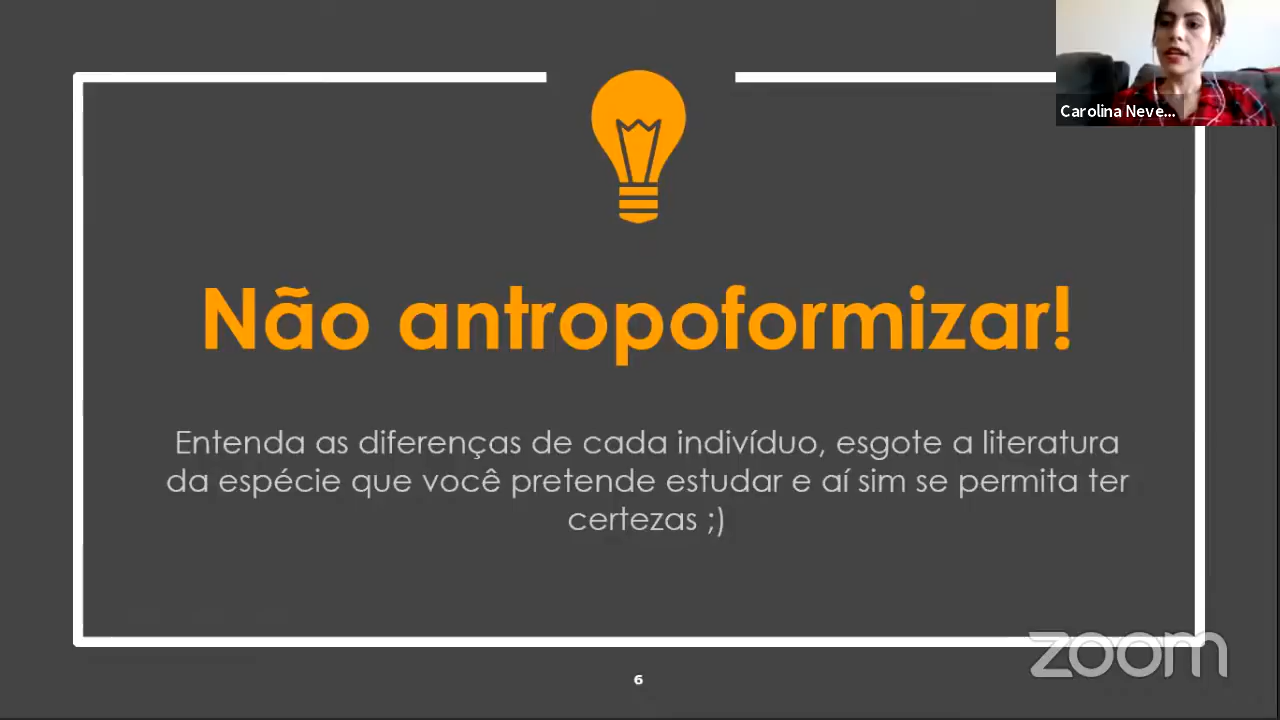 Carolina Neve...
Não antropoformizar!
Entenda as diferenças de cada indivíduo, esgote a literatura
da espécie que você pretende estudar e aí sim se permita ter
certezas ;)
zoom
6